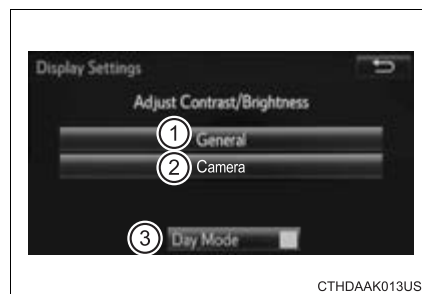 Display Settings
Adjust Contrast/Brightness
1 General
2 Camera
3 Day Mode
CTHDAAK013US